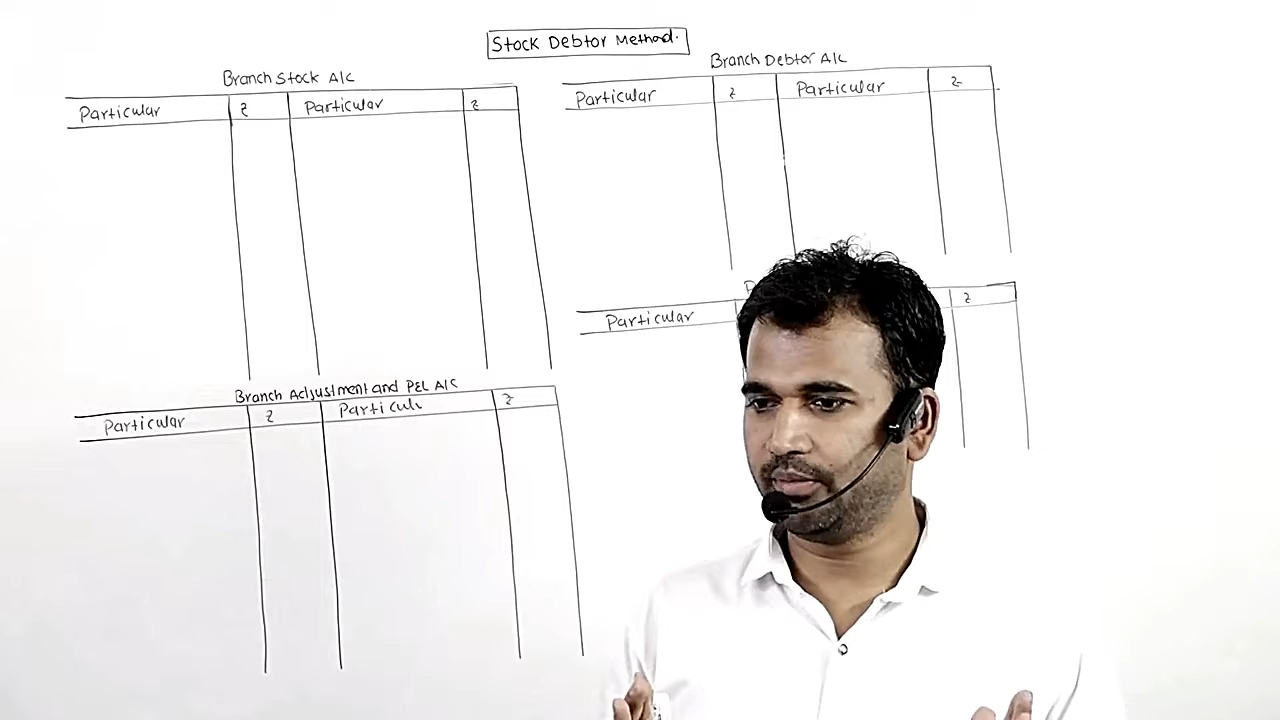 Stock Debtor Method.
Branch Stock A/C
Particular ₹ Particular ₹
Branch Debtor A/C
Particular ₹ Particular ₹
Branch Adjustment and P&L A/C
Particular ₹ Particul ₹
Particular ₹